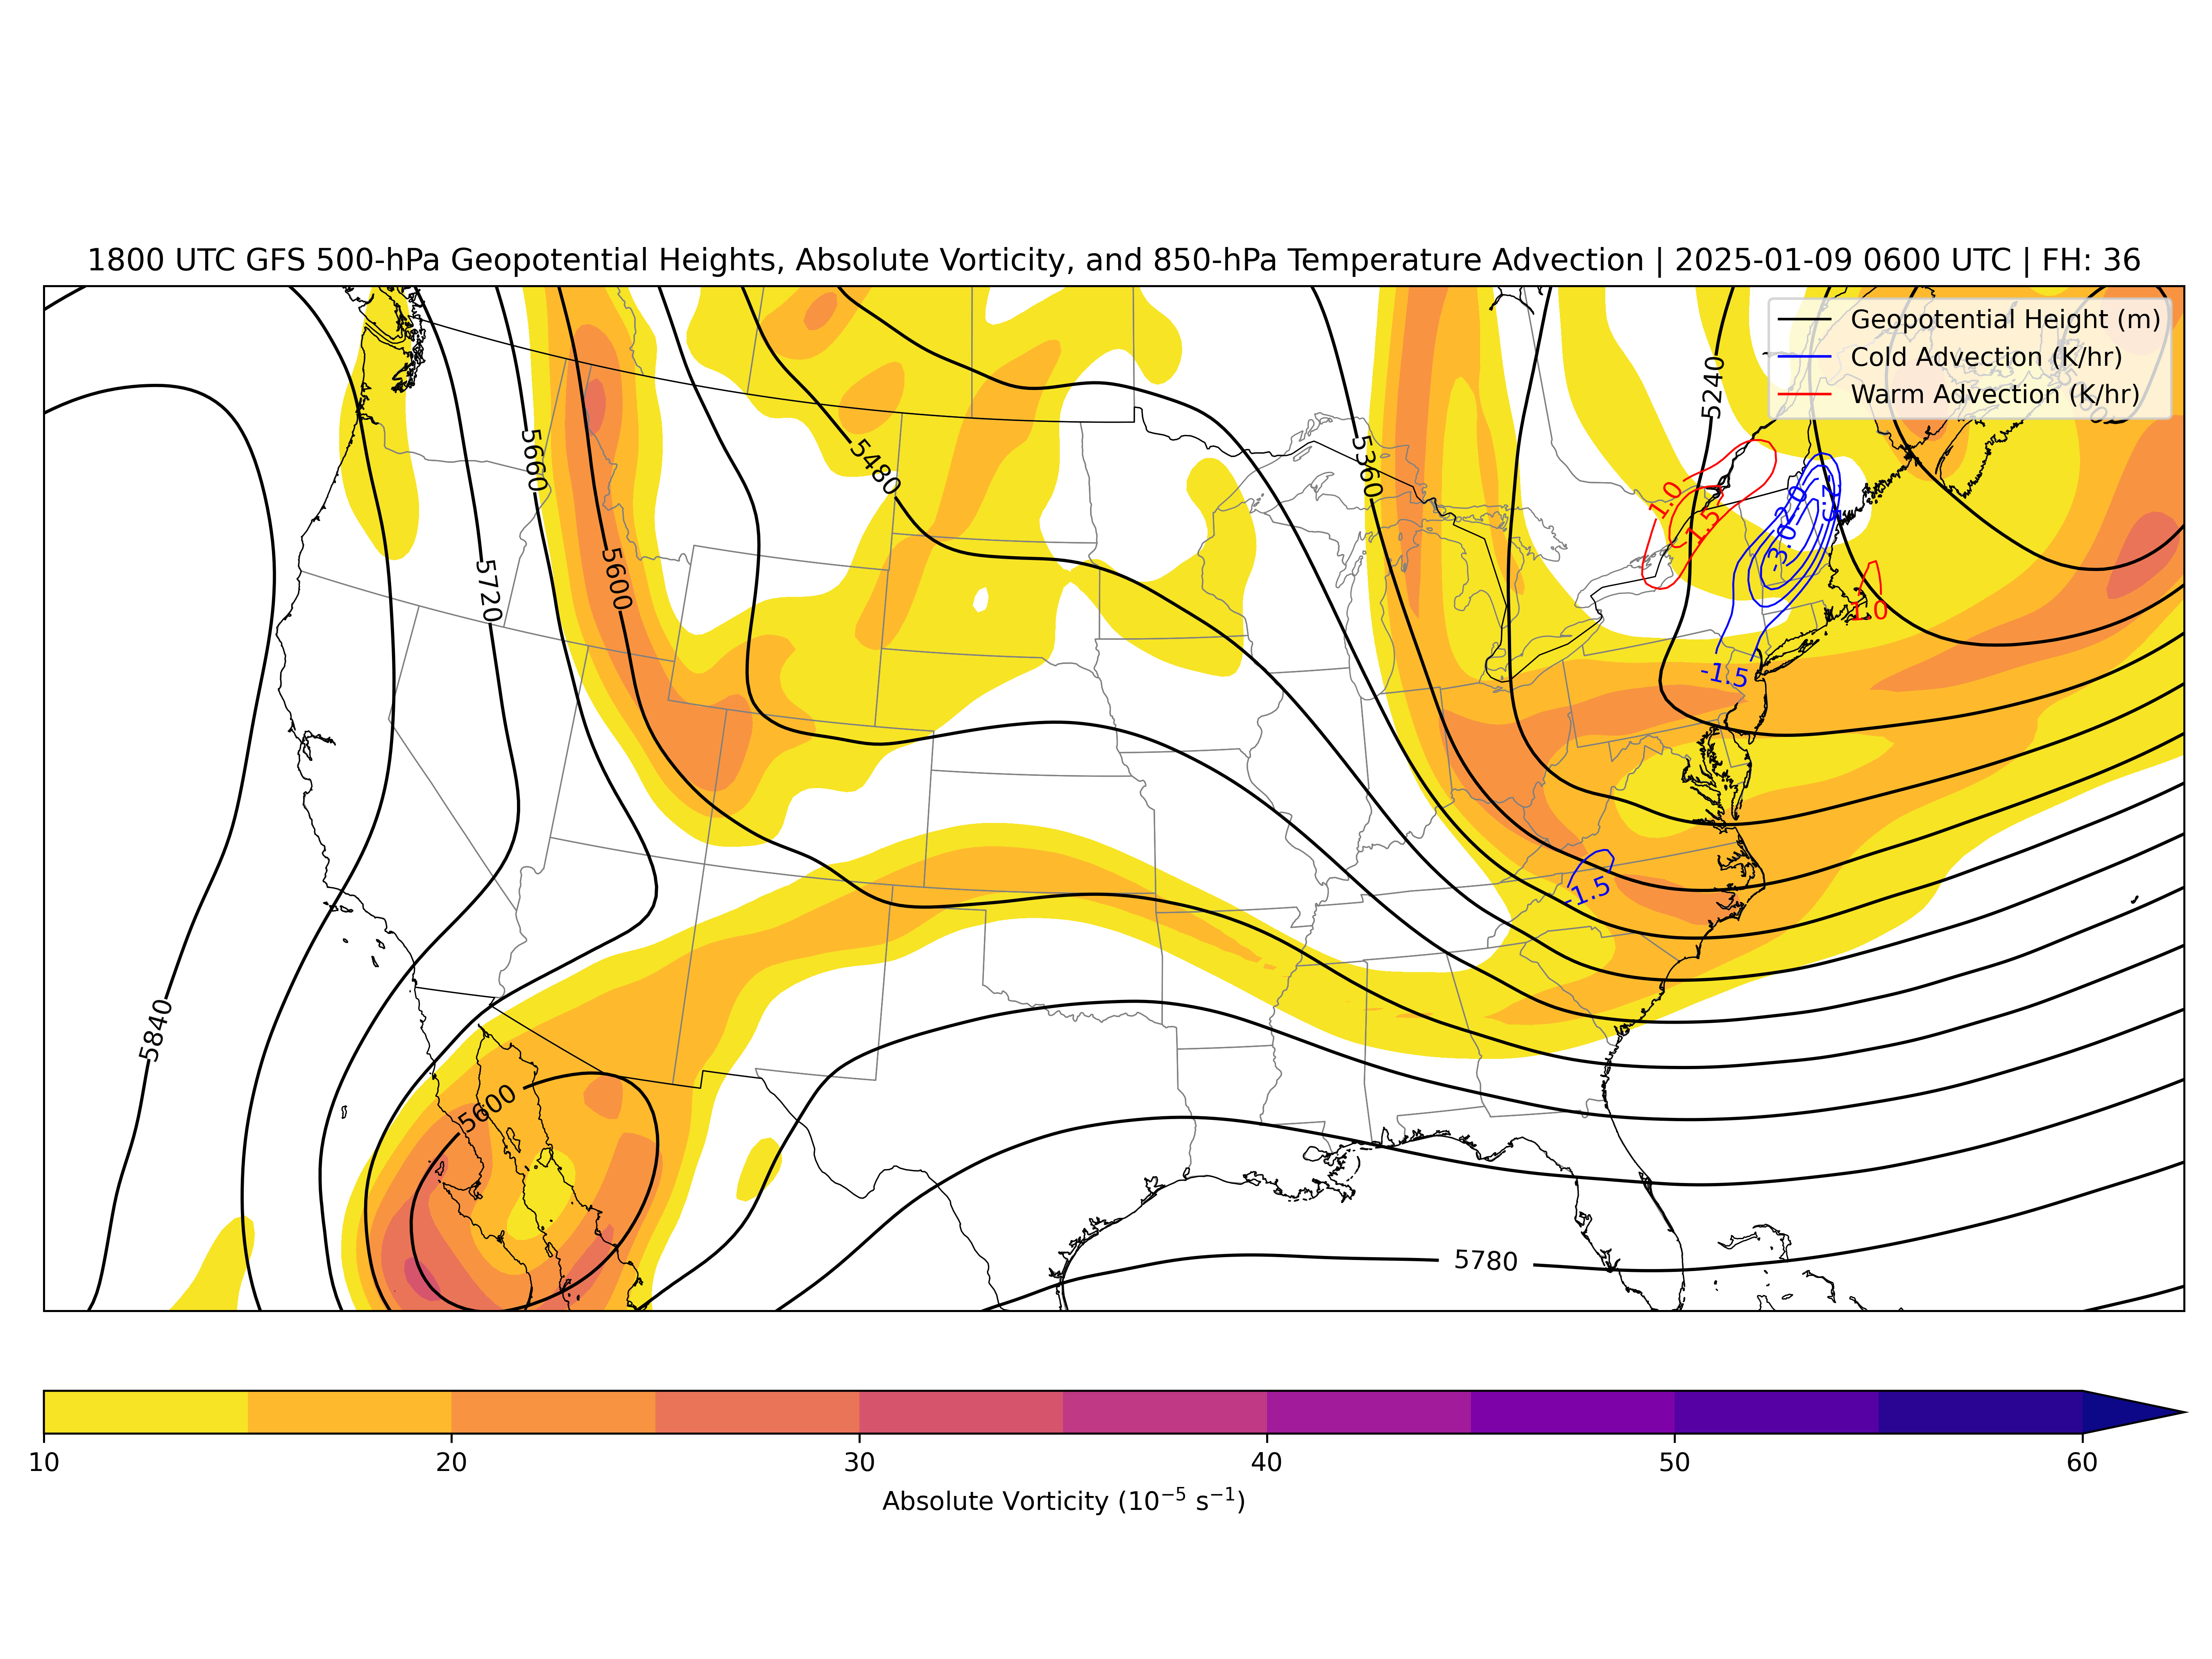 1800 UTC GFS 500-hPa Geopotential Heights, Absolute Vorticity, and 850-hPa Temperature Advection | 2025-01-09 0600 UTC | FH: 36
Geopotential Height (m)
Cold Advection (K/hr)
Warm Advection (K/hr)
5240
5480
5660
5360
1.0
-2.0
-2.5
1.5
-3.0
5720
5600
1.0
-1.5
-1.5
5840
5600
5780
10 20 30 40 50 60
Absolute Vorticity (10⁻⁵ s⁻¹)